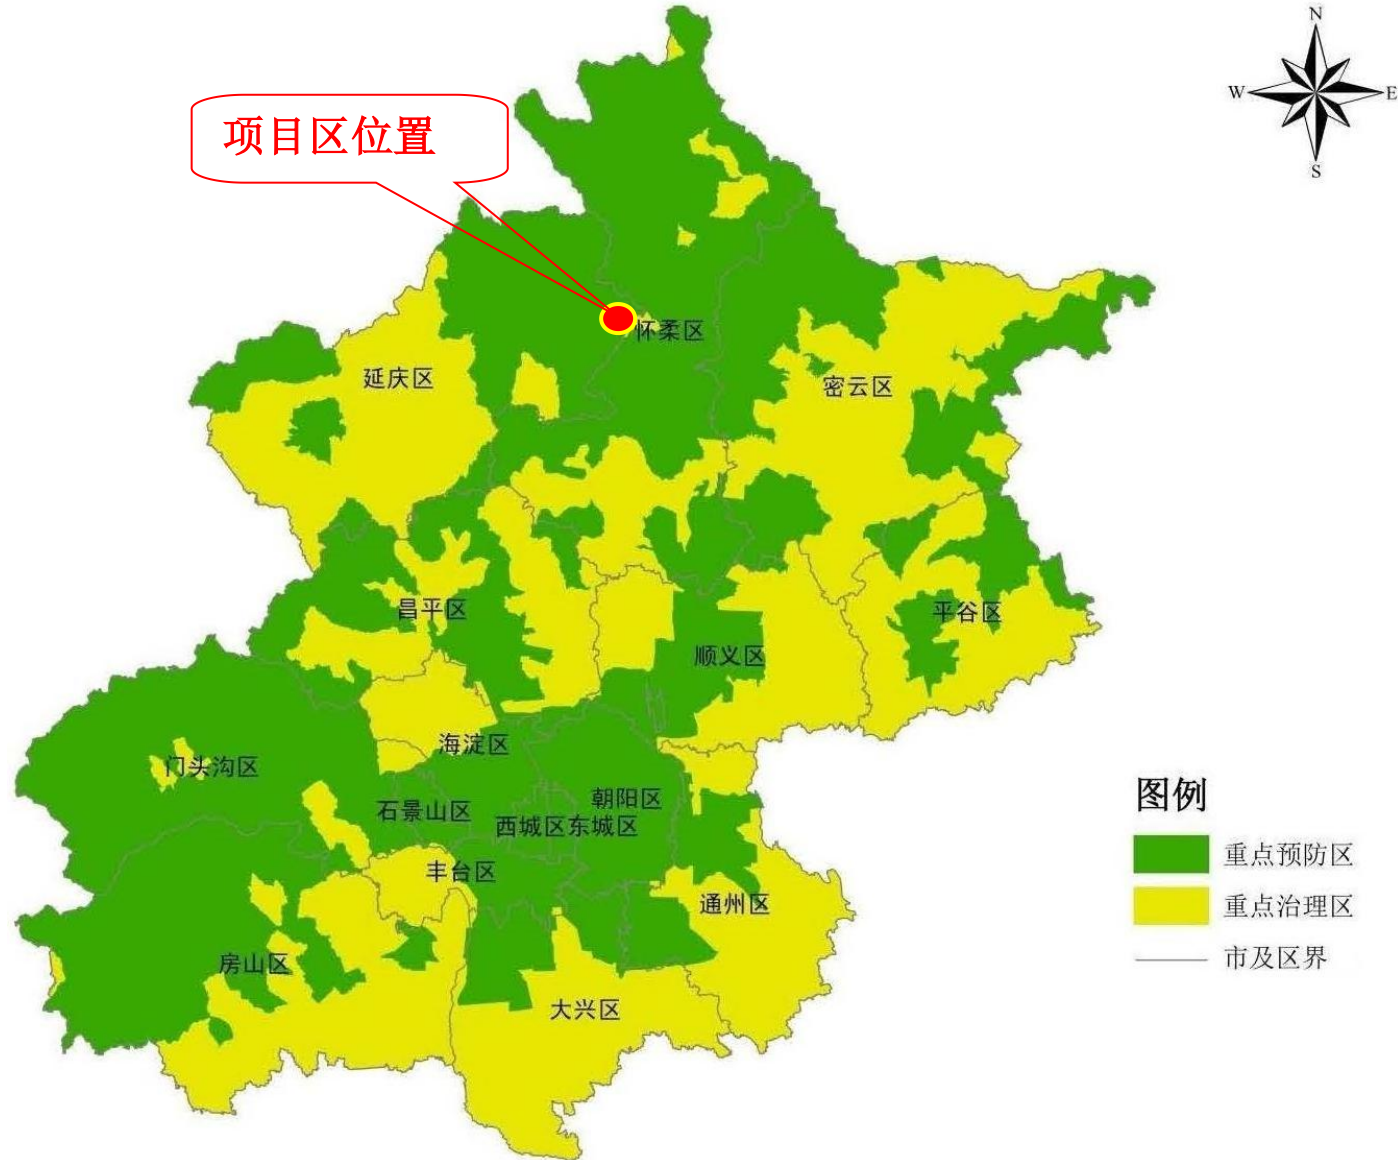 N
W
E
S
项目区位置
怀柔区
延庆区
密云区
昌平区
平谷区
顺义区
海淀区
门头沟区
朝阳区
石景山区
西城区
东城区
丰台区
通州区
房山区
大兴区
图例
重点预防区
重点治理区
市及区界